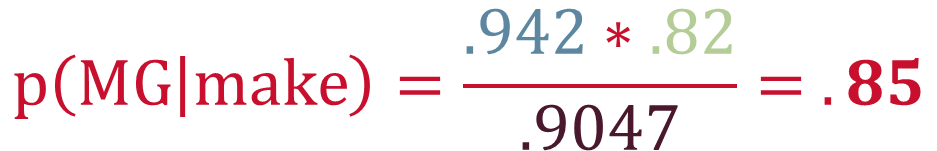 p(MG|make) = .942 * .82 / .9047 = .85